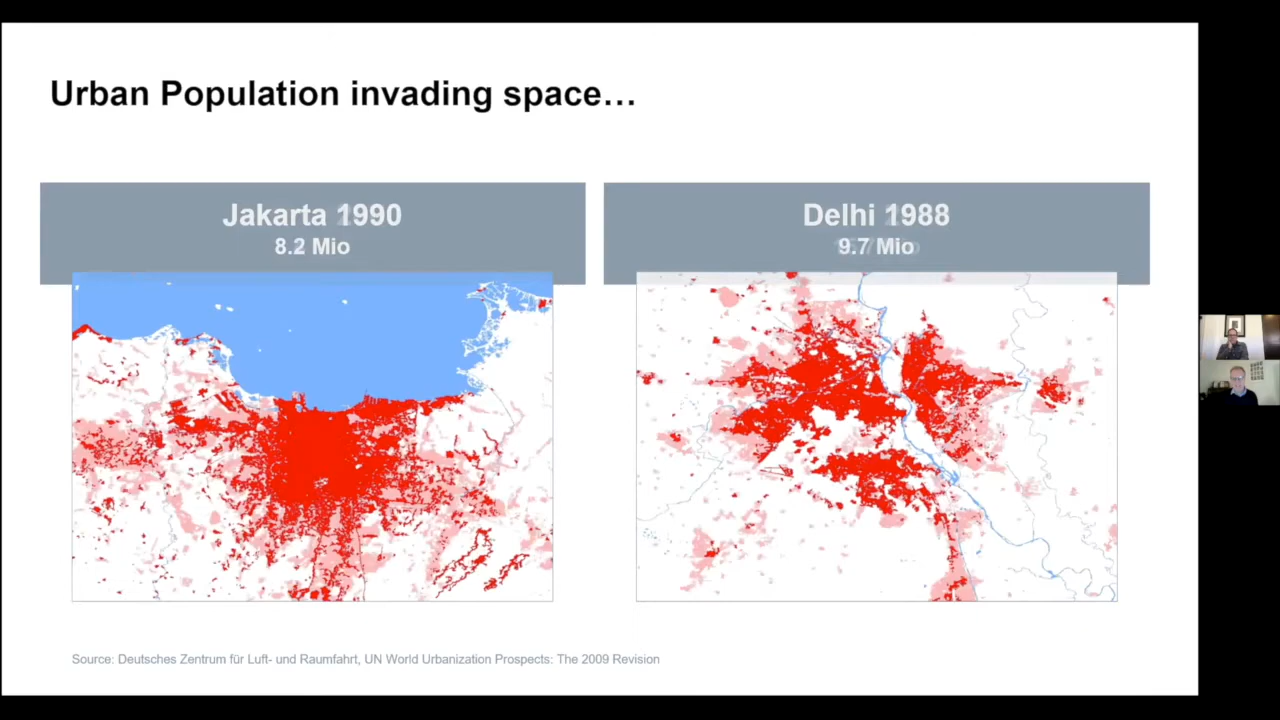 Urban Population invading space…
Jakarta 1990
8.2 Mio
Delhi 1988
9.7 Mio
Source: Deutsches Zentrum für Luft- und Raumfahrt, UN World Urbanization Prospects: The 2009 Revision